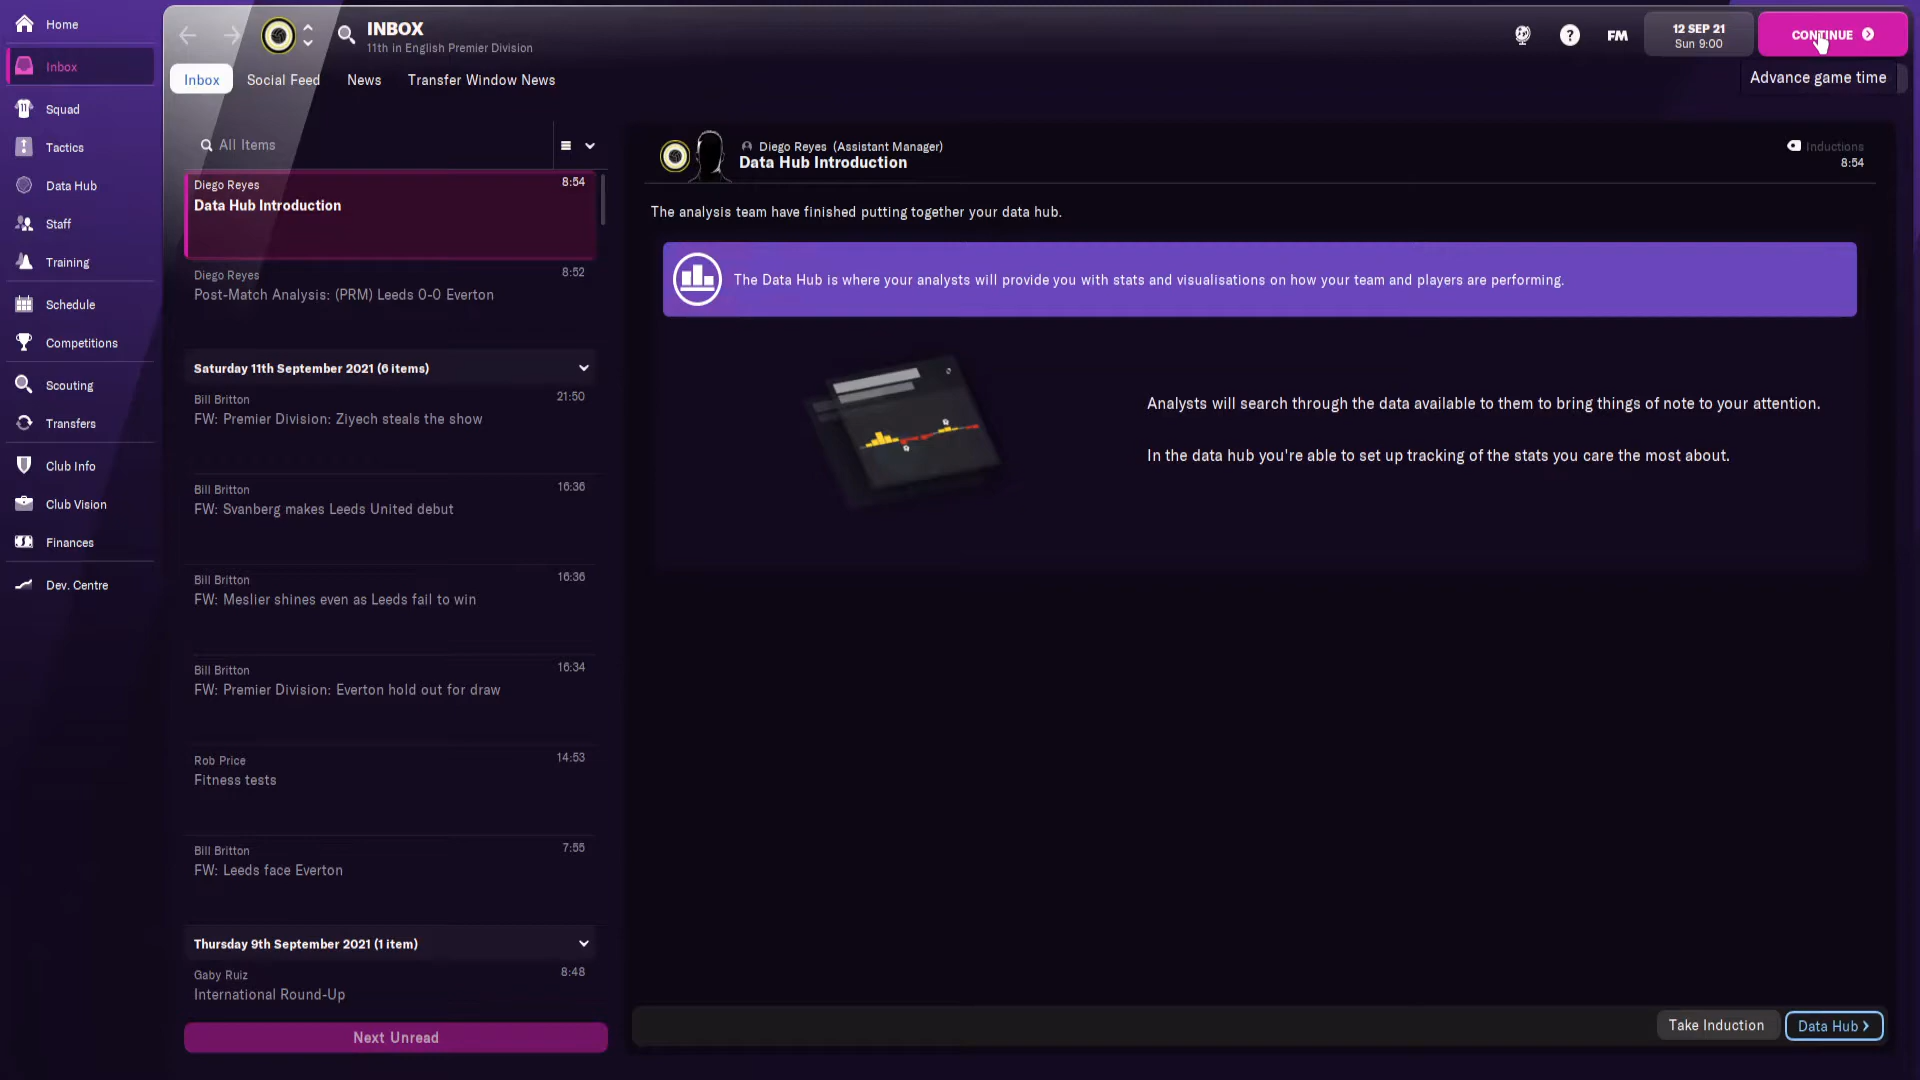 Home
Inbox
Squad
Tactics
Data Hub
Staff
Training
Schedule
Competitions
Scouting
Transfers
Club Info
Club Vision
Finances
Dev. Centre
INBOX
11th in English Premier Division
?
FM
12 SEP 21
Sun 9:00
CONTINUE
Advance game time
Inbox
Social Feed
News
Transfer Window News
All Items
Diego Reyes
8:54
Data Hub Introduction
Diego Reyes
8:52
Post-Match Analysis: (PRM) Leeds 0-0 Everton
Saturday 11th September 2021 (6 items)
Bill Britton
21:50
FW: Premier Division: Ziyech steals the show
Bill Britton
16:36
FW: Svanberg makes Leeds United debut
Bill Britton
16:36
FW: Meslier shines even as Leeds fail to win
Bill Britton
16:34
FW: Premier Division: Everton hold out for draw
Rob Price
14:53
Fitness tests
Bill Britton
7:55
FW: Leeds face Everton
Thursday 9th September 2021 (1 item)
Gaby Ruiz
8:48
International Round-Up
Next Unread
Diego Reyes (Assistant Manager)
Data Hub Introduction
Inductions
8:54
The analysis team have finished putting together your data hub.
The Data Hub is where your analysts will provide you with stats and visualisations on how your team and players are performing.
Analysts will search through the data available to them to bring things of note to your attention.
In the data hub you're able to set up tracking of the stats you care the most about.
Take Induction
Data Hub >